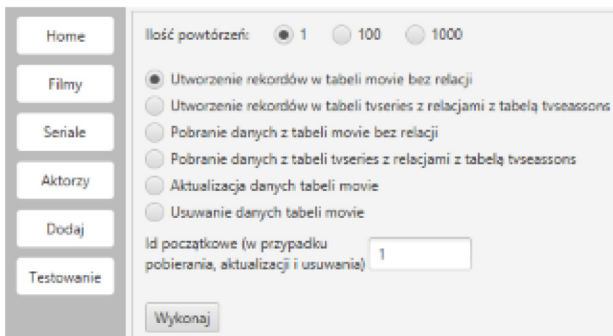 Home
Filmy
Seriale
Aktorzy
Dodaj
Testowanie
Ilość powtórzeń: 1 100 1000
Utworzenie rekordów w tabeli movie bez relacji
Utworzenie rekordów w tabeli tvseries z relacjami z tabelą tvseassons
Pobranie danych z tabeli movie bez relacji
Pobranie danych z tabeli tvseries z relacjami z tabelą tvseassons
Aktualizacja danych tabeli movie
Usuwanie danych tabeli movie
Id początkowe (w przypadku
pobierania, aktualizacji i usuwania) 1
Wykonaj